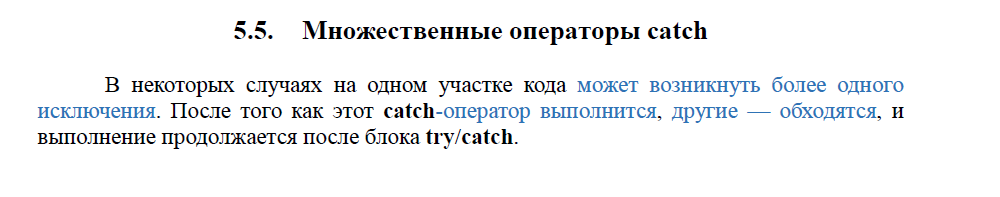 5.5. Множественные операторы catch
В некоторых случаях на одном участке кода может возникнуть более одного
исключения. После того как этот catch-оператор выполнится, другие — обходятся, и
выполнение продолжается после блока try/catch.